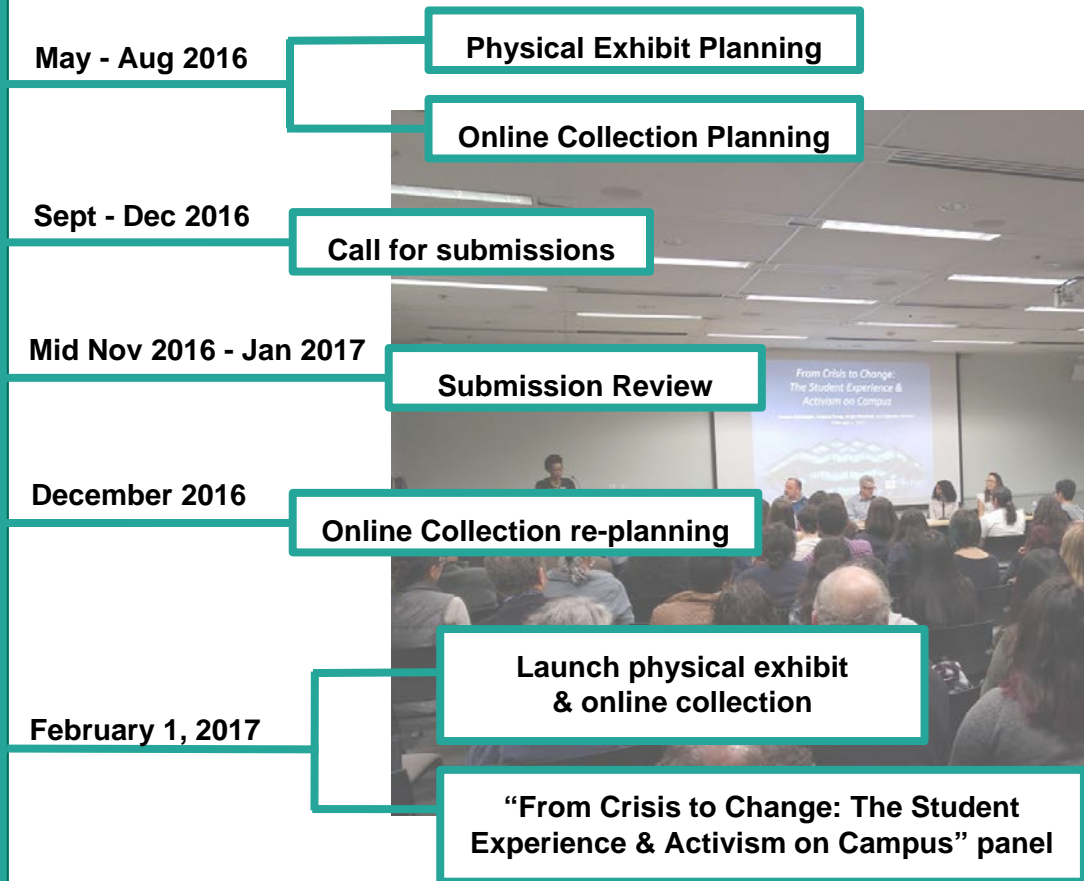 May - Aug 2016
Physical Exhibit Planning
Online Collection Planning
Sept - Dec 2016
Call for submissions
Mid Nov 2016 - Jan 2017
Submission Review
From Crisis to Change:
The Student Experience &
Activism on Campus
December 2016
Online Collection re-planning
February 1, 2017
Launch physical exhibit
& online collection
“From Crisis to Change: The Student
Experience & Activism on Campus” panel